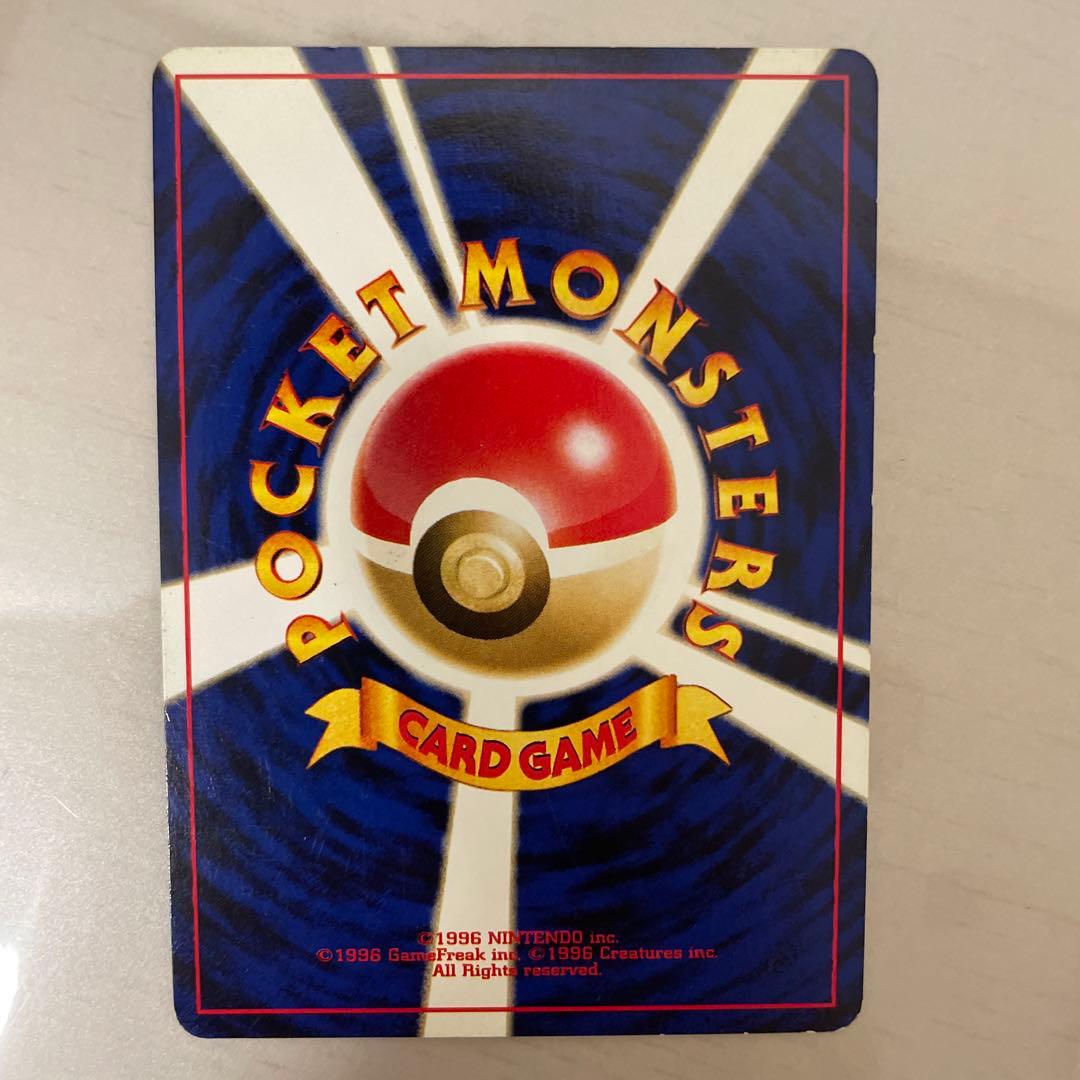 POCKET MONSTERS
CARD GAME
©1996 NINTENDO inc.
©1996 GameFreak inc. ©1996 Creatures inc.
All Rights reserved.